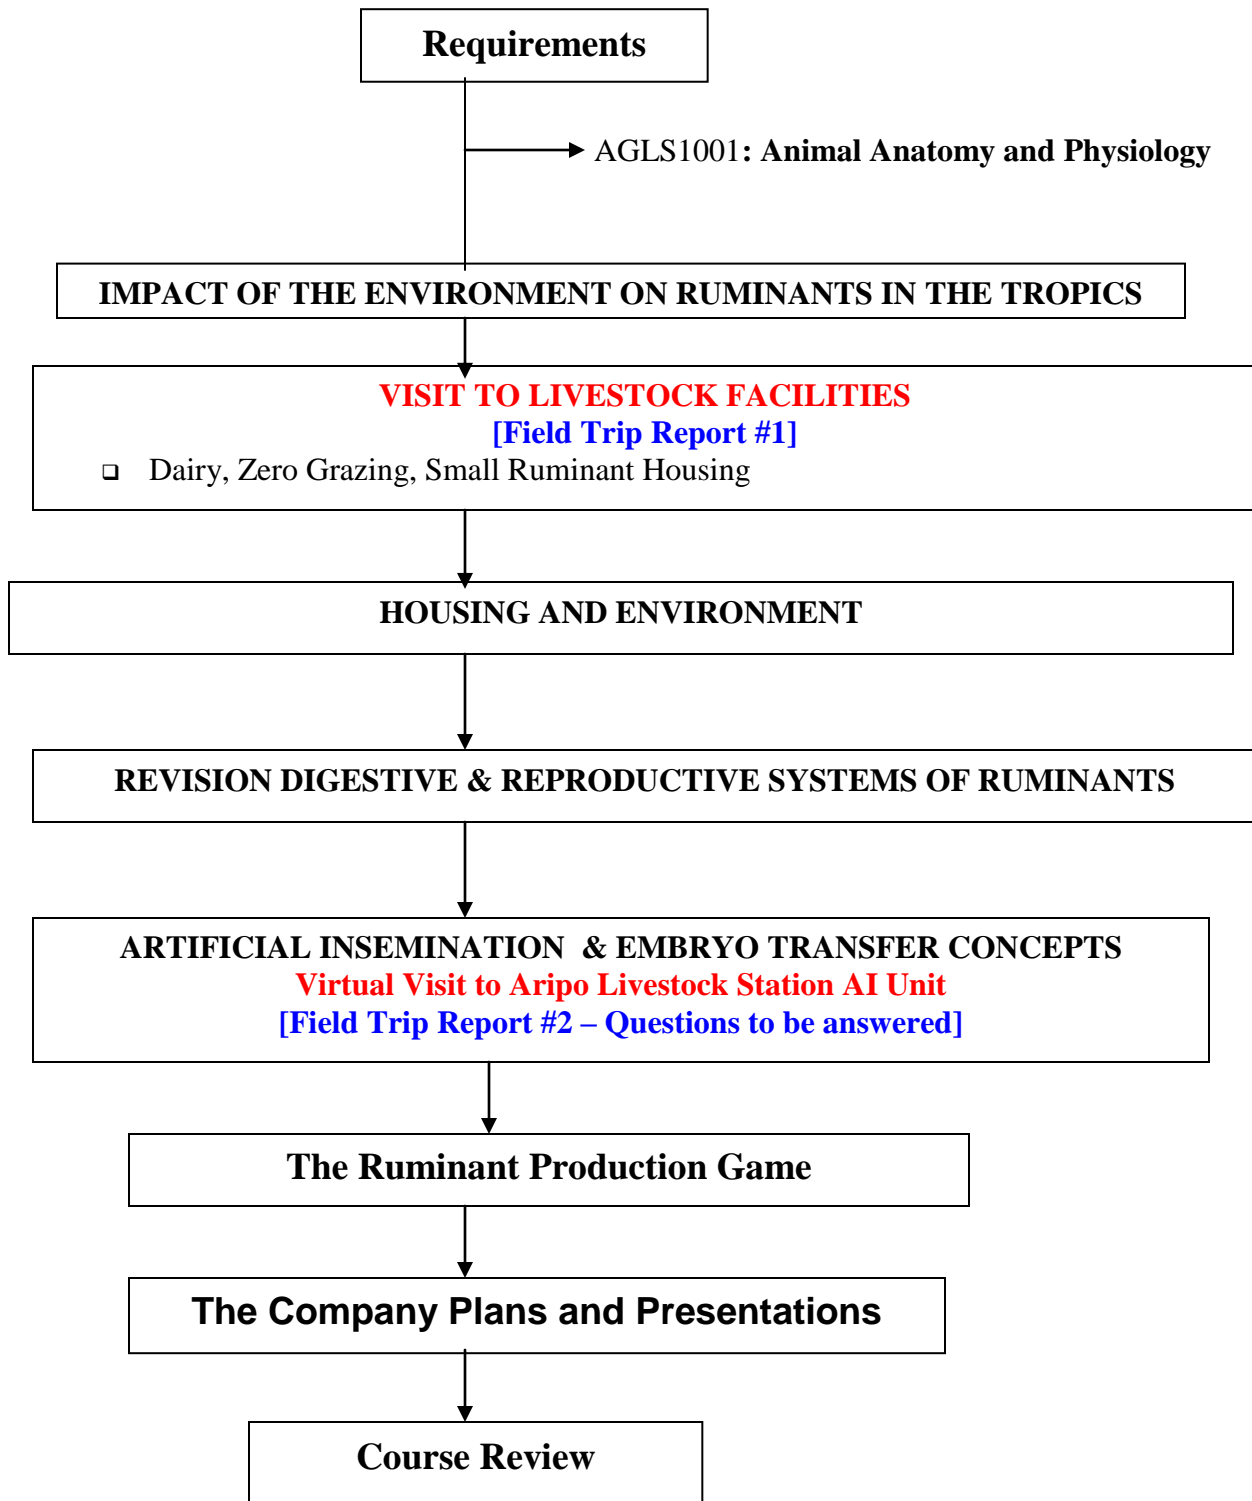 Requirements
AGLS1001: Animal Anatomy and Physiology
IMPACT OF THE ENVIRONMENT ON RUMINANTS IN THE TROPICS
VISIT TO LIVESTOCK FACILITIES
[Field Trip Report #1]
❑ Dairy, Zero Grazing, Small Ruminant Housing
HOUSING AND ENVIRONMENT
REVISION DIGESTIVE & REPRODUCTIVE SYSTEMS OF RUMINANTS
ARTIFICIAL INSEMINATION & EMBRYO TRANSFER CONCEPTS
Virtual Visit to Aripo Livestock Station AI Unit
[Field Trip Report #2 – Questions to be answered]
The Ruminant Production Game
The Company Plans and Presentations
Course Review